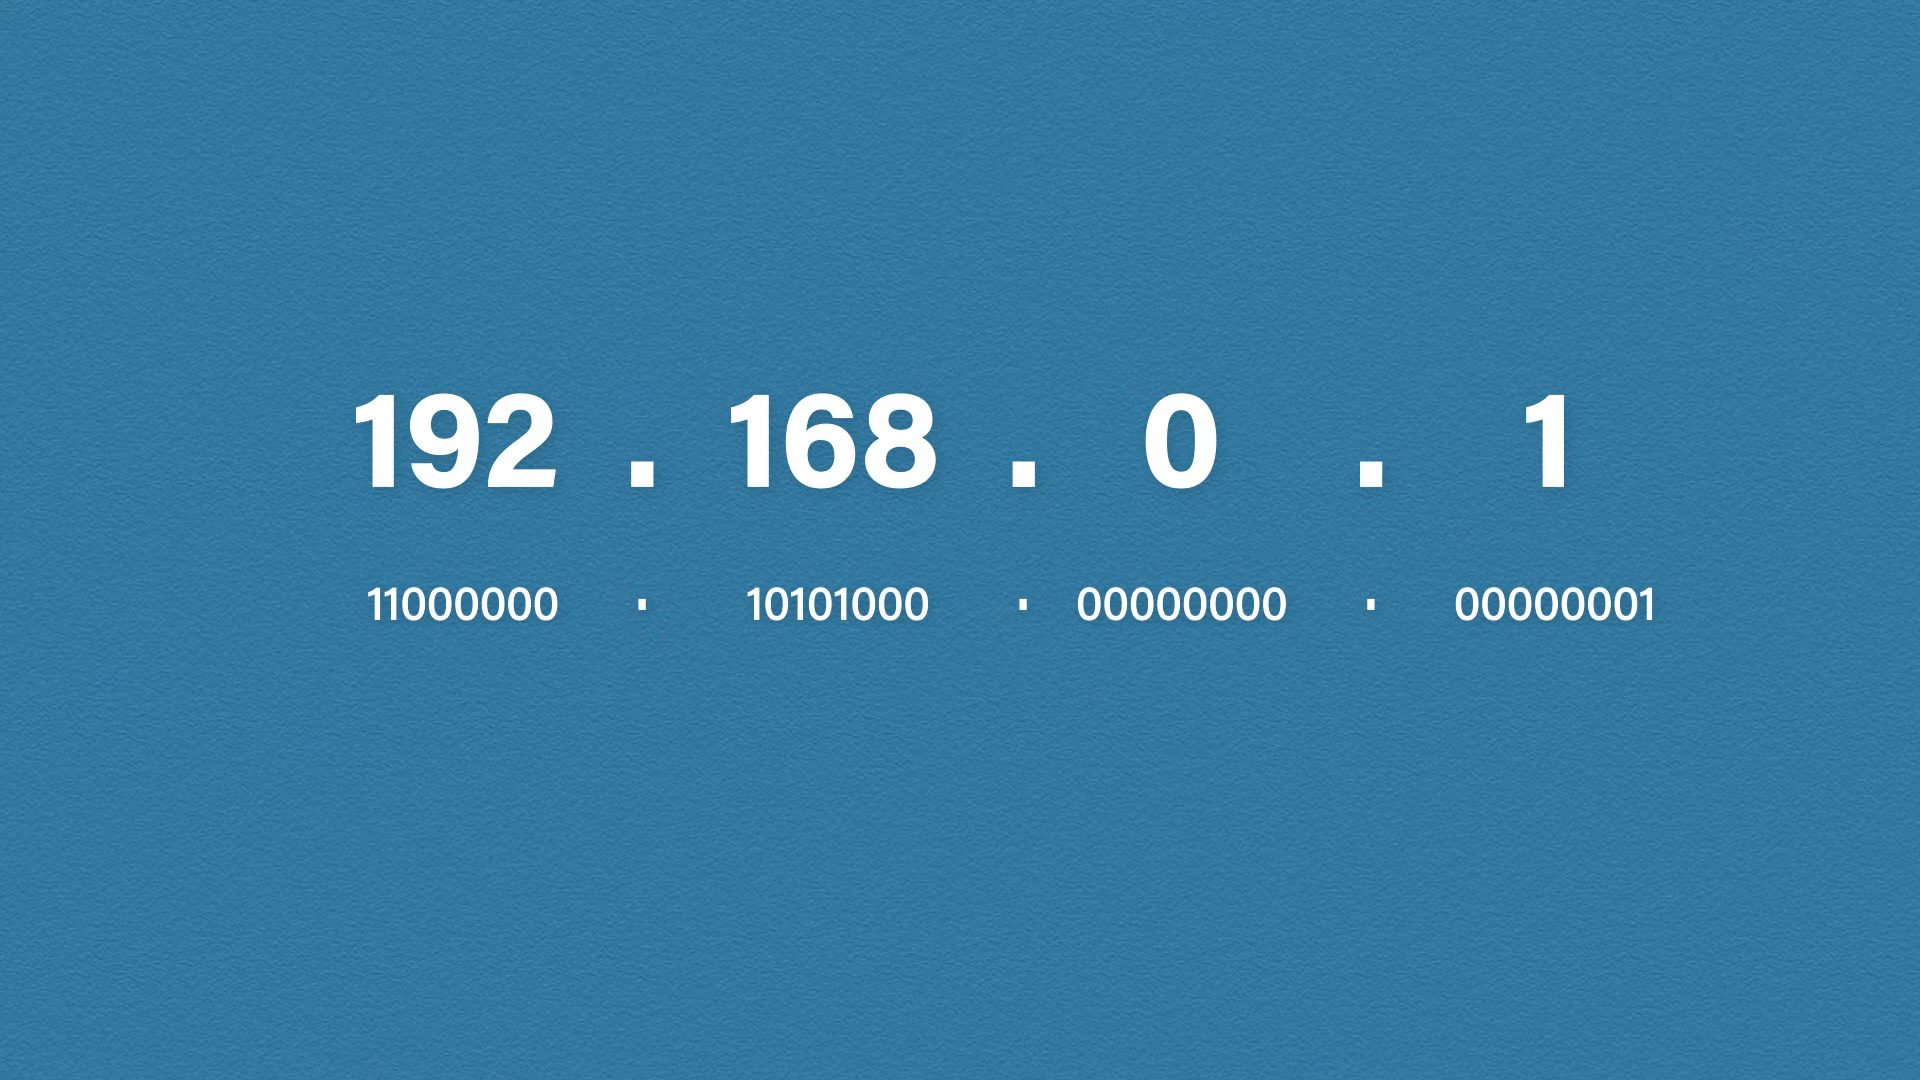 192 . 168 . 0 . 1
11000000 . 10101000 . 00000000 . 00000001